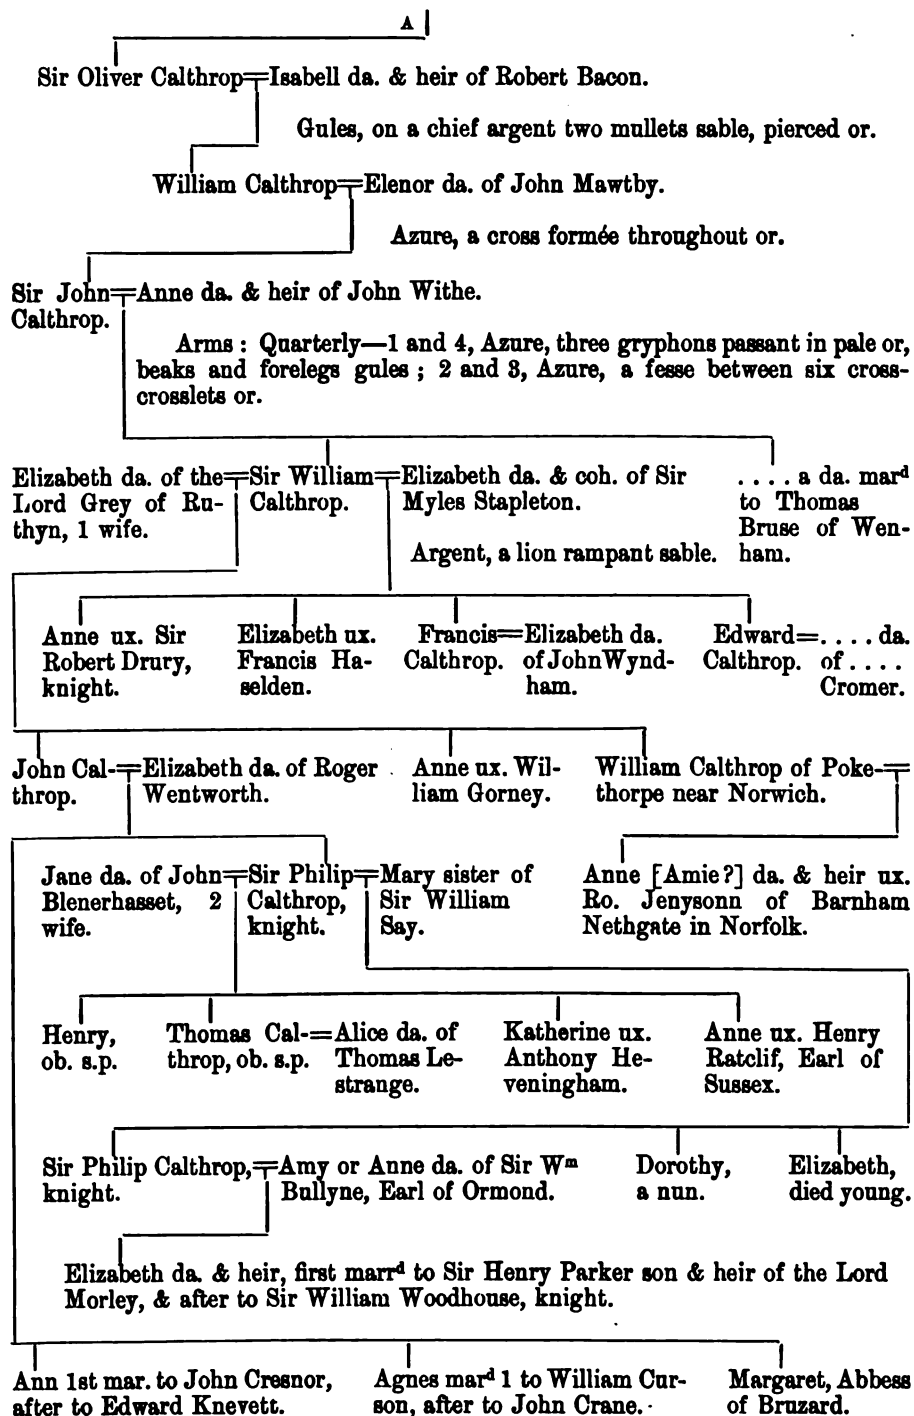 A
Sir Oliver Calthrop=Isabell da. & heir of Robert Bacon.
Gules, on a chief argent two mullets sable, pierced or.
William Calthrop=Elenor da. of John Mawtby.
Azure, a cross formée throughout or.
Sir John=Anne da. & heir of John Withe.
Calthrop.
Arms : Quarterly—1 and 4, Azure, three gryphons passant in pale or,
beaks and forelegs gules ; 2 and 3, Azure, a fesse between six cross-
crosslets or.
Elizabeth da. of the=Sir William=Elizabeth da. & coh. of Sir
Lord Grey of Ru-
thyn, 1 wife.
Calthrop.
Myles Stapleton.
Argent, a lion rampant sable.
. . . . a da. marᵈ
to Thomas
Bruse of Wen-
ham.
Anne ux. Sir
Robert Drury,
knight.
Elizabeth ux.
Francis Ha-
selden.
Francis=Elizabeth da.
Calthrop. of John Wynd-
ham.
Edward=. . . . da.
Calthrop. of . . . .
Cromer.
John Cal-=Elizabeth da. of Roger
throp. Wentworth.
Anne ux. Wil-
liam Gorney.
William Calthrop of Poke-=
thorpe near Norwich.
Jane da. of John=Sir Philip=Mary sister of
Blenerhasset, 2 Calthrop, Sir William
wife. knight. Say.
Anne [Amie?] da. & heir ux.
Ro. Jenysonn of Barnham
Nethgate in Norfolk.
Henry,
ob. s.p.
Thomas Cal-=Alice da. of
throp, ob. s.p. Thomas Le-
strange.
Katherine ux.
Anthony He-
veningham.
Anne ux. Henry
Ratclif, Earl of
Sussex.
Sir Philip Calthrop,=Amy or Anne da. of Sir Wᵐ
knight. Bullyne, Earl of Ormond.
Dorothy,
a nun.
Elizabeth,
died young.
Elizabeth da. & heir, first marrᵈ to Sir Henry Parker son & heir of the Lord
Morley, & after to Sir William Woodhouse, knight.
Ann 1st mar. to John Cresnor,
after to Edward Knevett.
Agnes marᵈ 1 to William Cur-
son, after to John Crane.
Margaret, Abbess
of Bruzard.